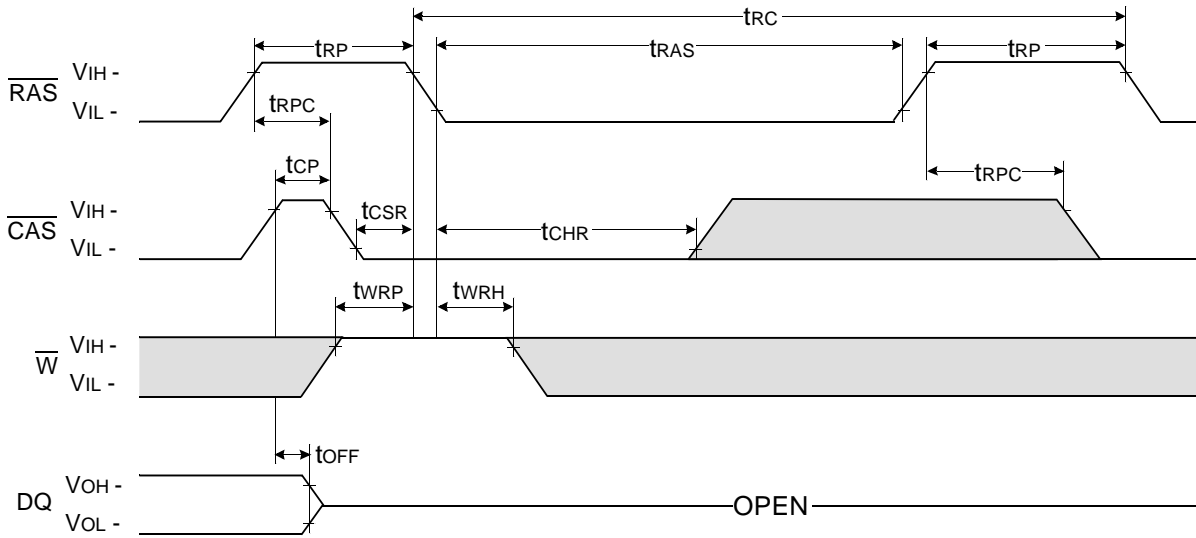 tRC
tRP tRAS tRP
RAS VIH -
VIL -
tRPC
tCP tRPC
CAS VIH -
VIL -
tCSR tCHR
tWRP tWRH
W VIH -
VIL -
tOFF
DQ VOH -
VOL -
OPEN